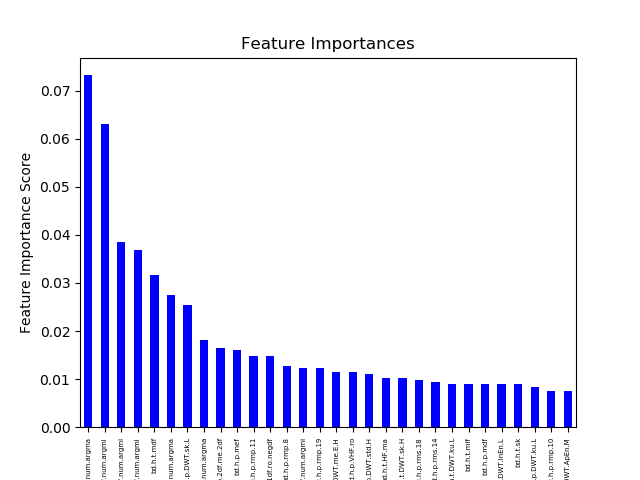 Feature Importances
Feature Importance Score
0.07
0.06
0.05
0.04
0.03
0.02
0.01
0.00
num.argma
.num.argmi
.num.argmi
.num.argmi
bd.h.t.mdf
num.argma
.p.DWT.sk.L
num.argma
.2df.me.2df
bd.h.p.mef
.h.p.rmp.11
1df.ro.negdf
d.h.p.rmp.8
.num.argmi
.h.p.rmp.19
DWT.me.E.H
d.h.p.VHF.ro
.DWT.std.H
d.h.t.HF.ma
.t.DWT.sk.H
.h.p.rms.18
.h.p.rms.14
.t.DWT.ku.L
bd.h.t.mif
bd.h.p.mdf
.DWT.InEn.L
bd.h.t.sk
.p.DWT.ku.L
.h.p.rmp.10
WT.ApEn.M